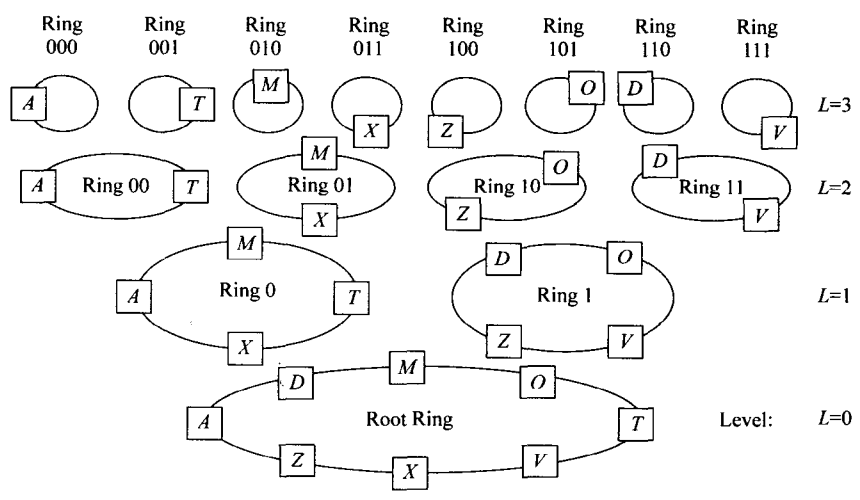 Ring Ring Ring Ring Ring Ring Ring Ring
000 001 010 011 100 101 110 111
A T M X Z O D V L=3
A Ring 00 T M Ring 01 X Z Ring 10 O D Ring 11 V L=2
M
A Ring 0 T
X
D O
Ring 1 L=1
Z V
D M O
A Root Ring T Level: L=0
Z X V